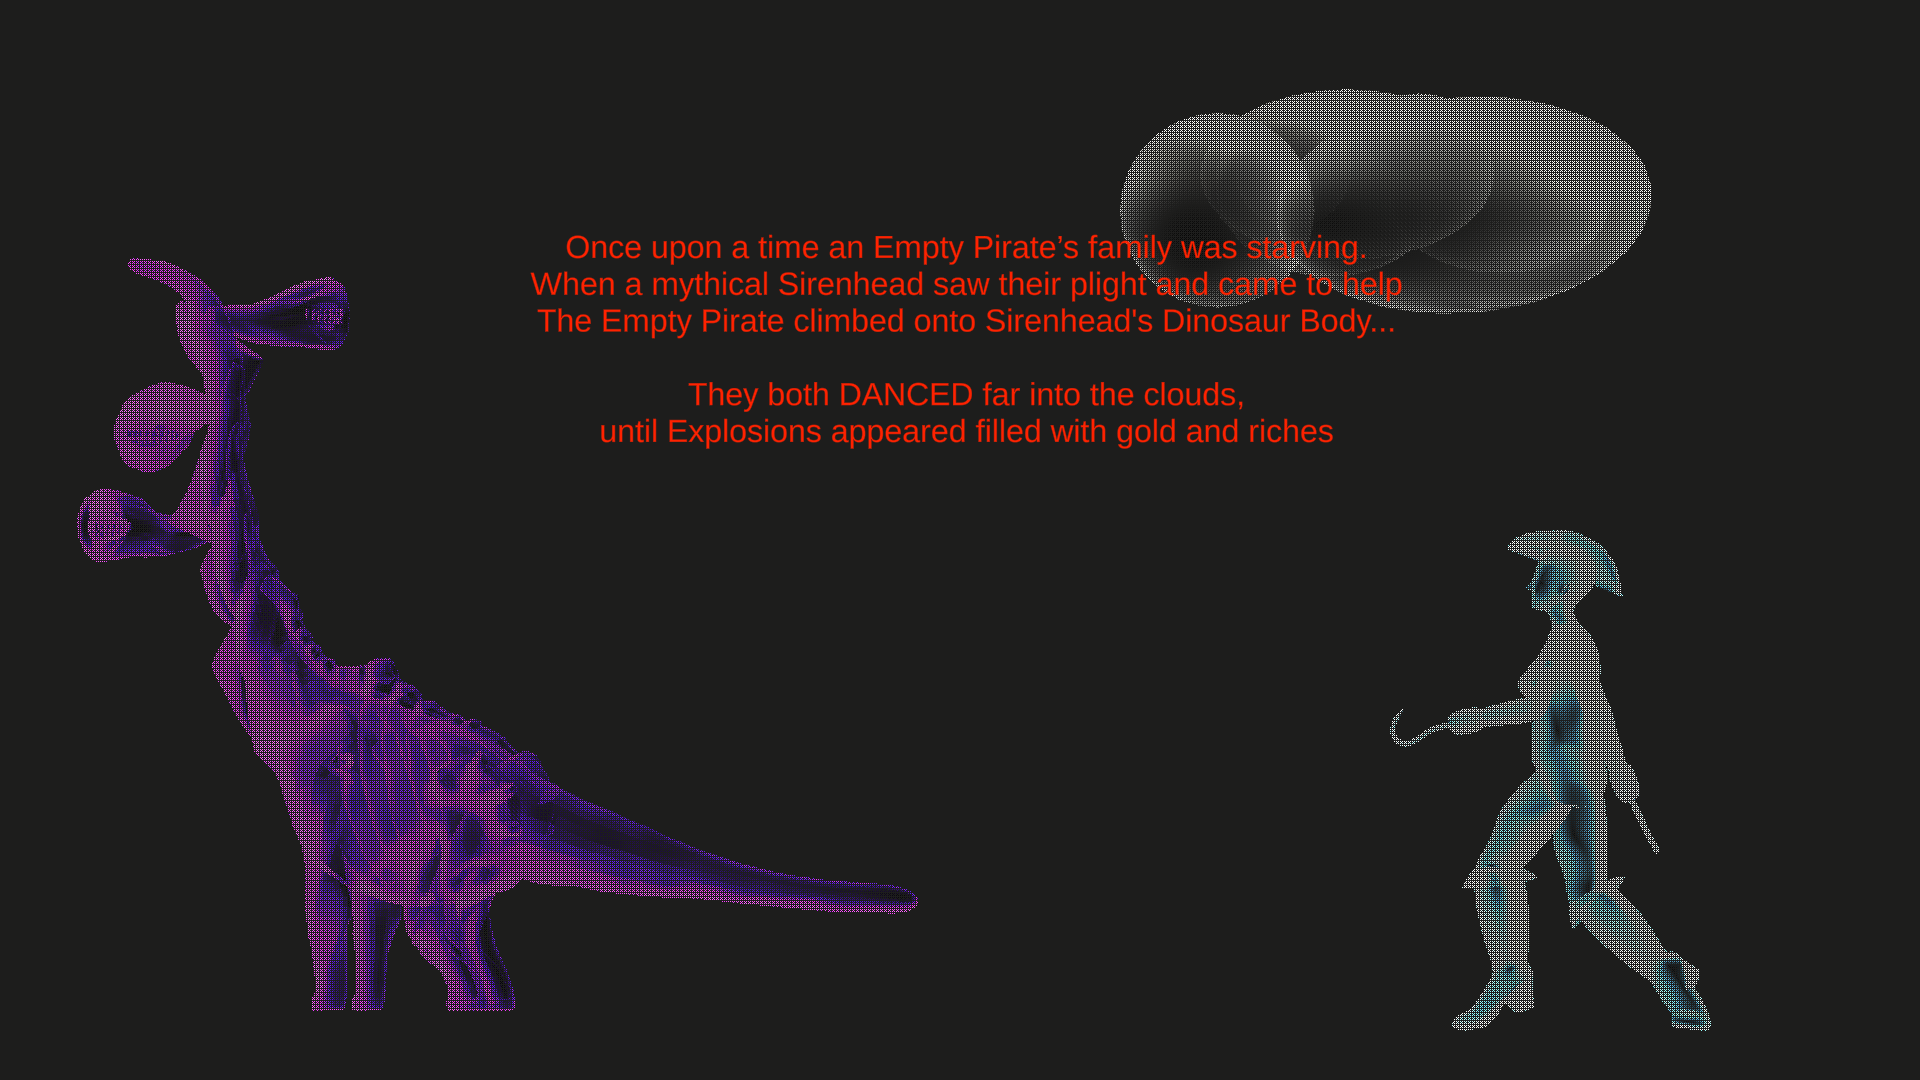 Once upon a time an Empty Pirate’s family was starving.
When a mythical Sirenhead saw their plight and came to help
The Empty Pirate climbed onto Sirenhead's Dinosaur Body...
They both DANCED far into the clouds,
until Explosions appeared filled with gold and riches